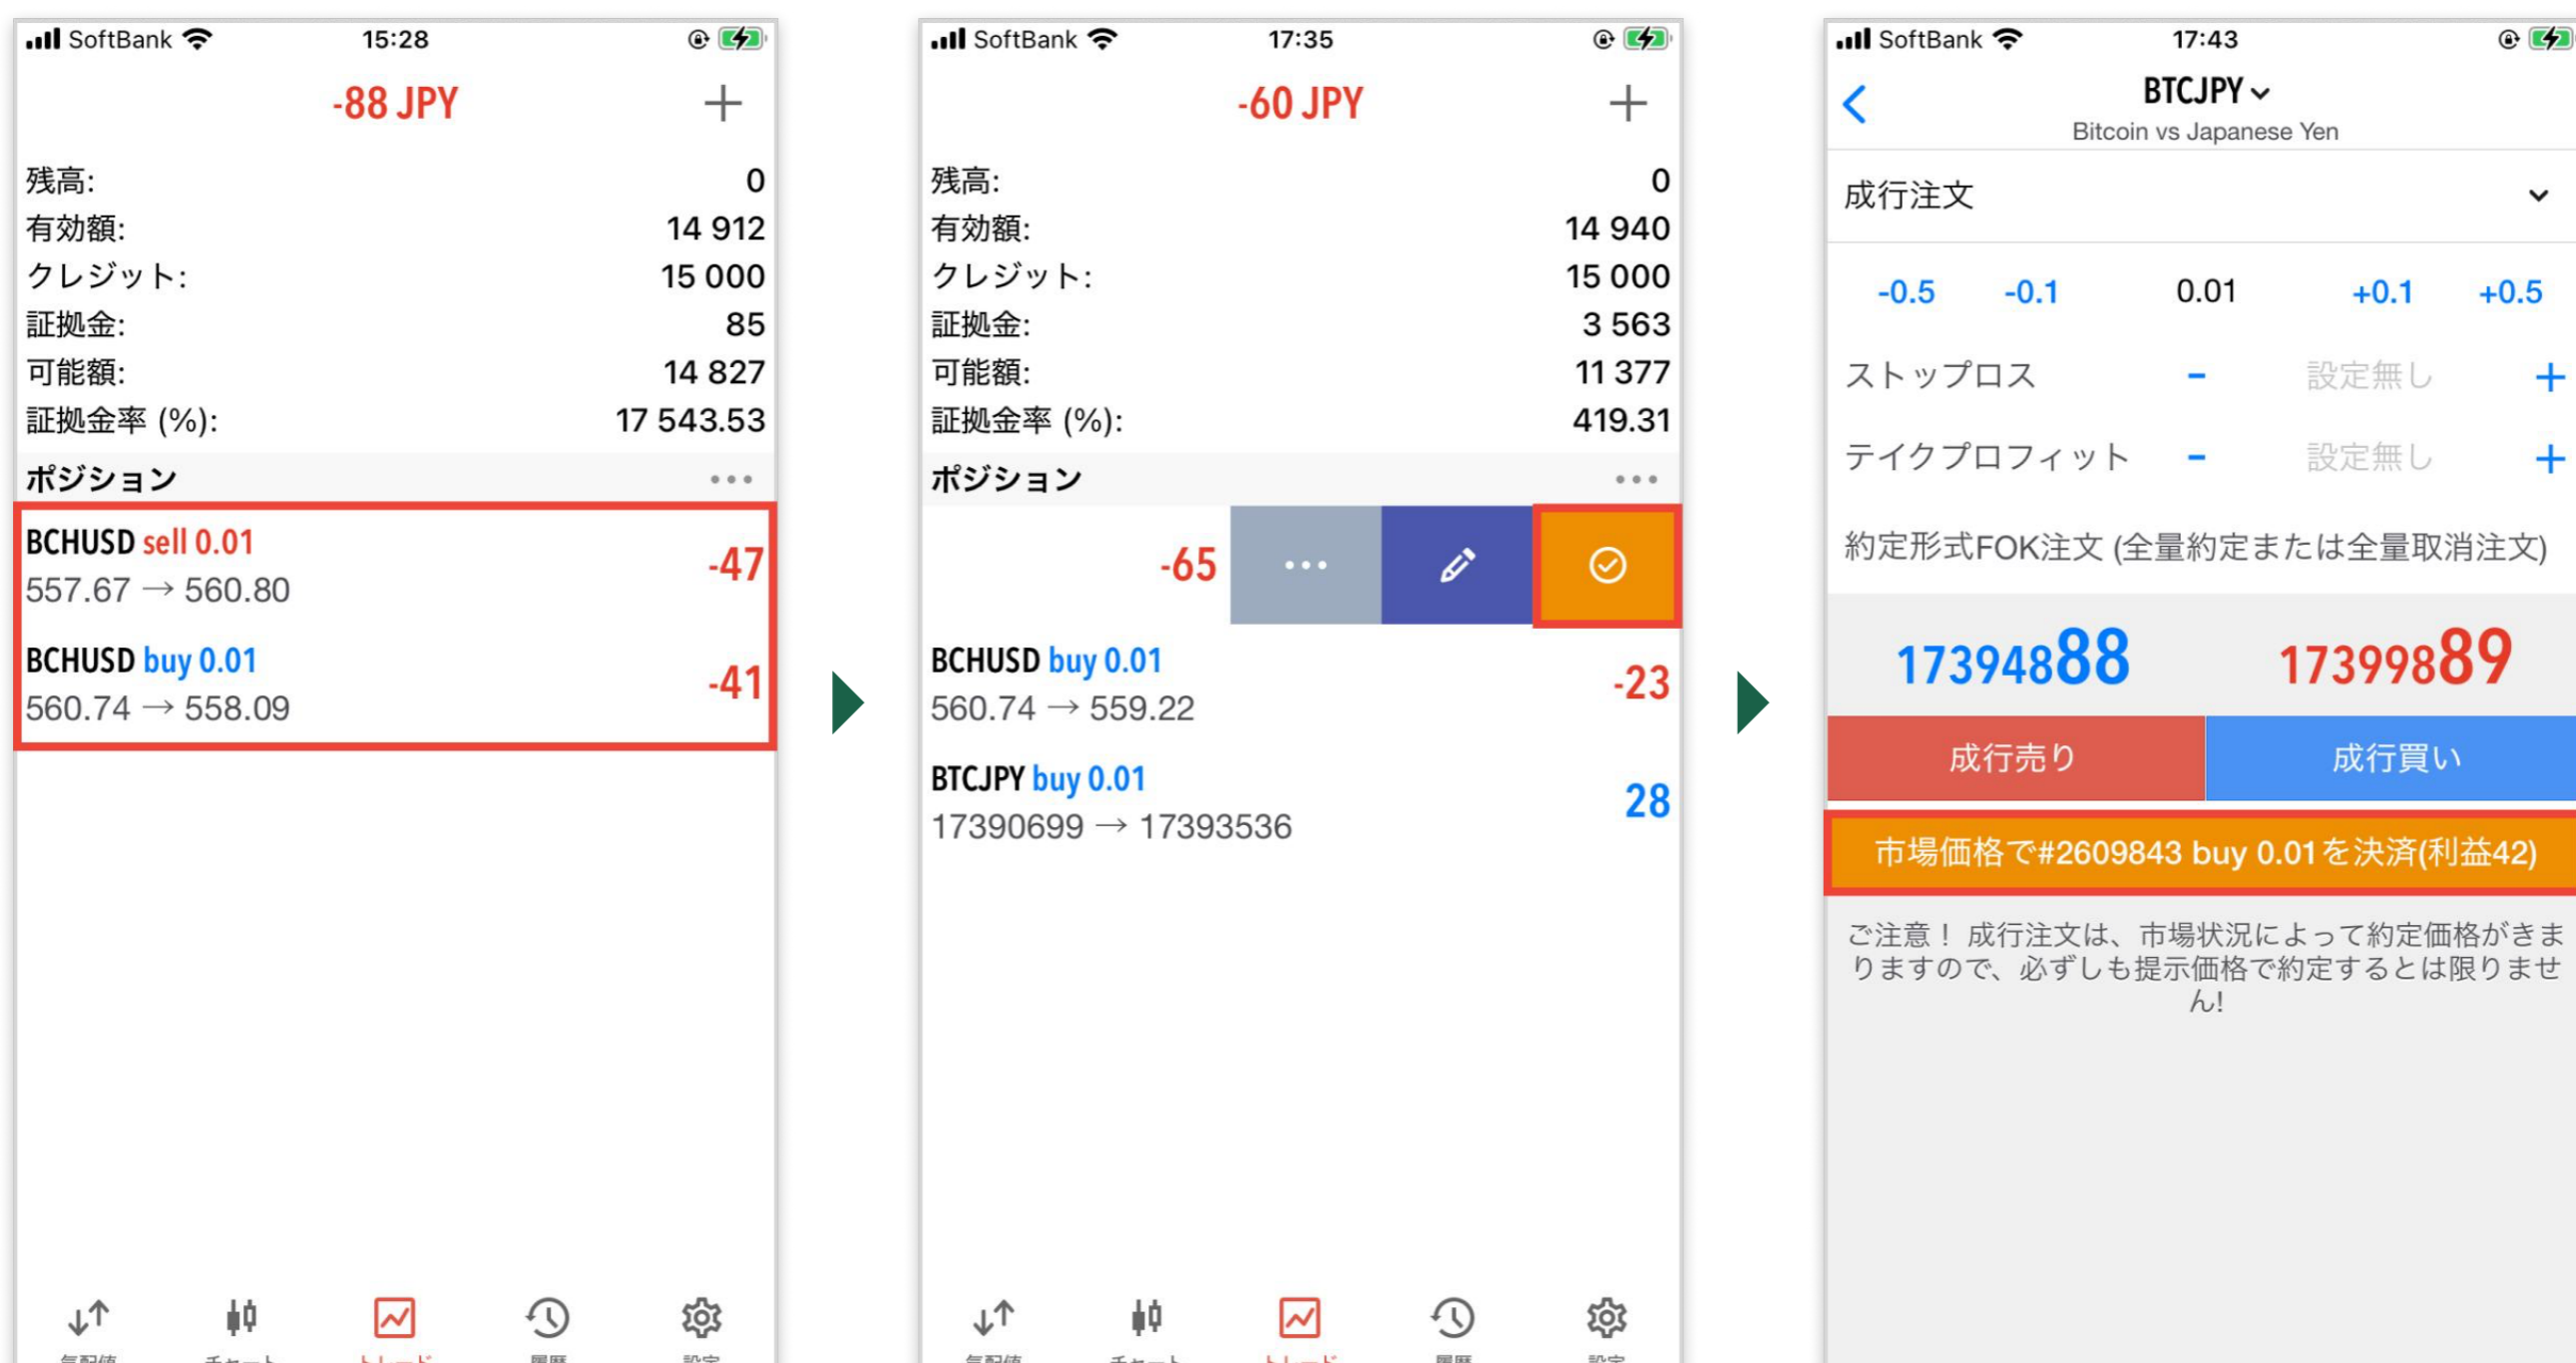 SoftBank 15:28
-88 JPY
残高: 0
有効額: 14 912
クレジット: 15 000
証拠金: 85
可能額: 14 827
証拠金率 (%): 17 543.53
ポジション
BCHUSD sell 0.01 -47
557.67 → 560.80
BCHUSD buy 0.01 -41
560.74 → 558.09
SoftBank 17:35
-60 JPY
残高: 0
有効額: 14 940
クレジット: 15 000
証拠金: 3 563
可能額: 11 377
証拠金率 (%): 419.31
ポジション
-65
BCHUSD buy 0.01 -23
560.74 → 559.22
BTCJPY buy 0.01 28
17390699 → 17393536
SoftBank 17:43
BTCJPY
Bitcoin vs Japanese Yen
成行注文
-0.5 -0.1 0.01 +0.1 +0.5
ストップロス - 設定無し +
テイクプロフィット - 設定無し +
約定形式FOK注文 (全量約定または全量取消注文)
17394888 17399889
成行売り 成行買い
市場価格で#2609843 buy 0.01を決済(利益42)
ご注意！ 成行注文は、市場状況によって約定価格がきま
りますので、必ずしも提示価格で約定するとは限りませ
ん!